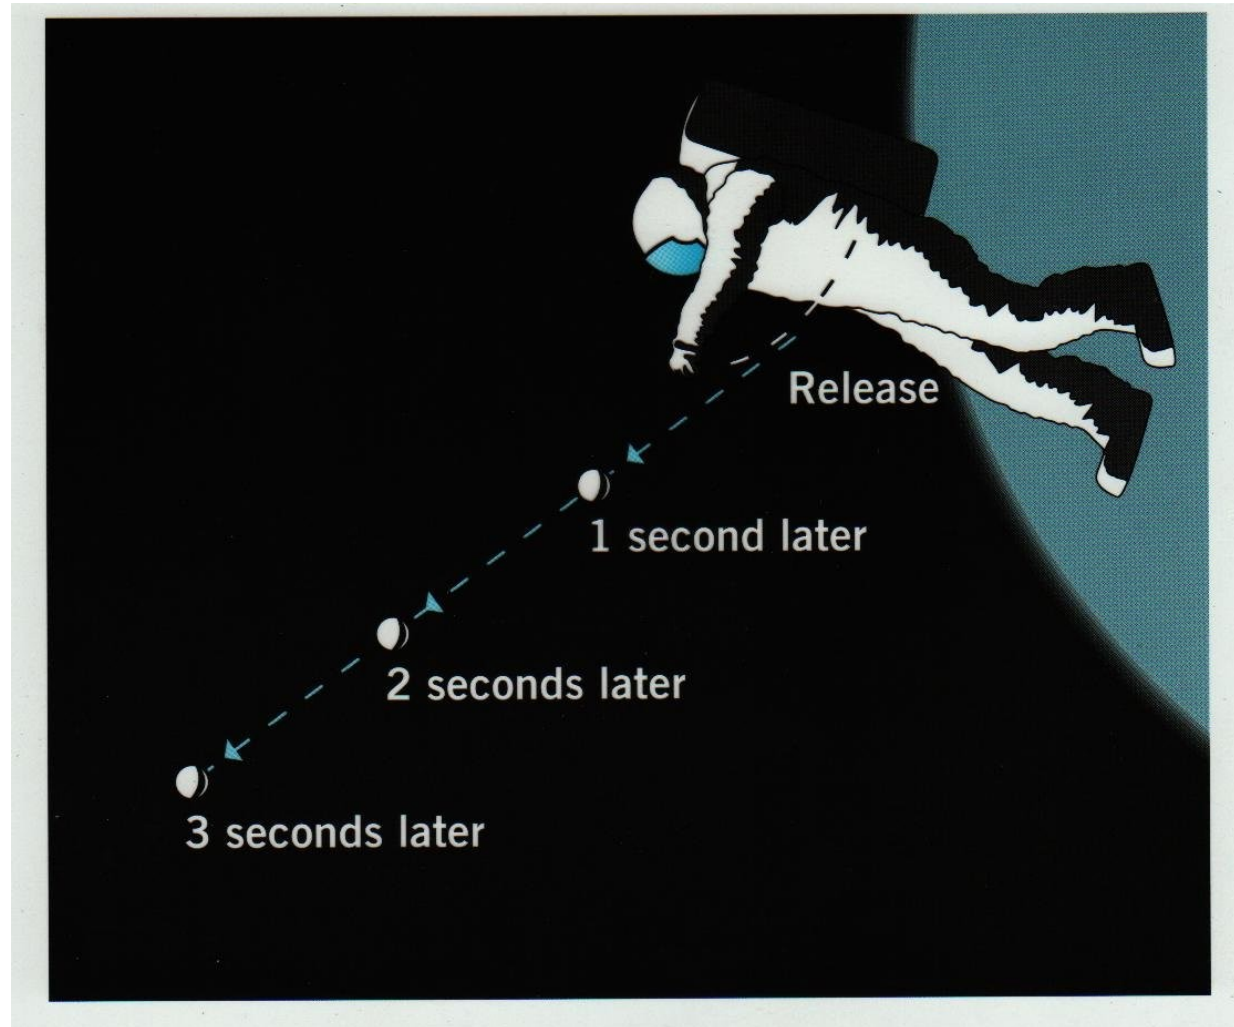 Release
1 second later
2 seconds later
3 seconds later